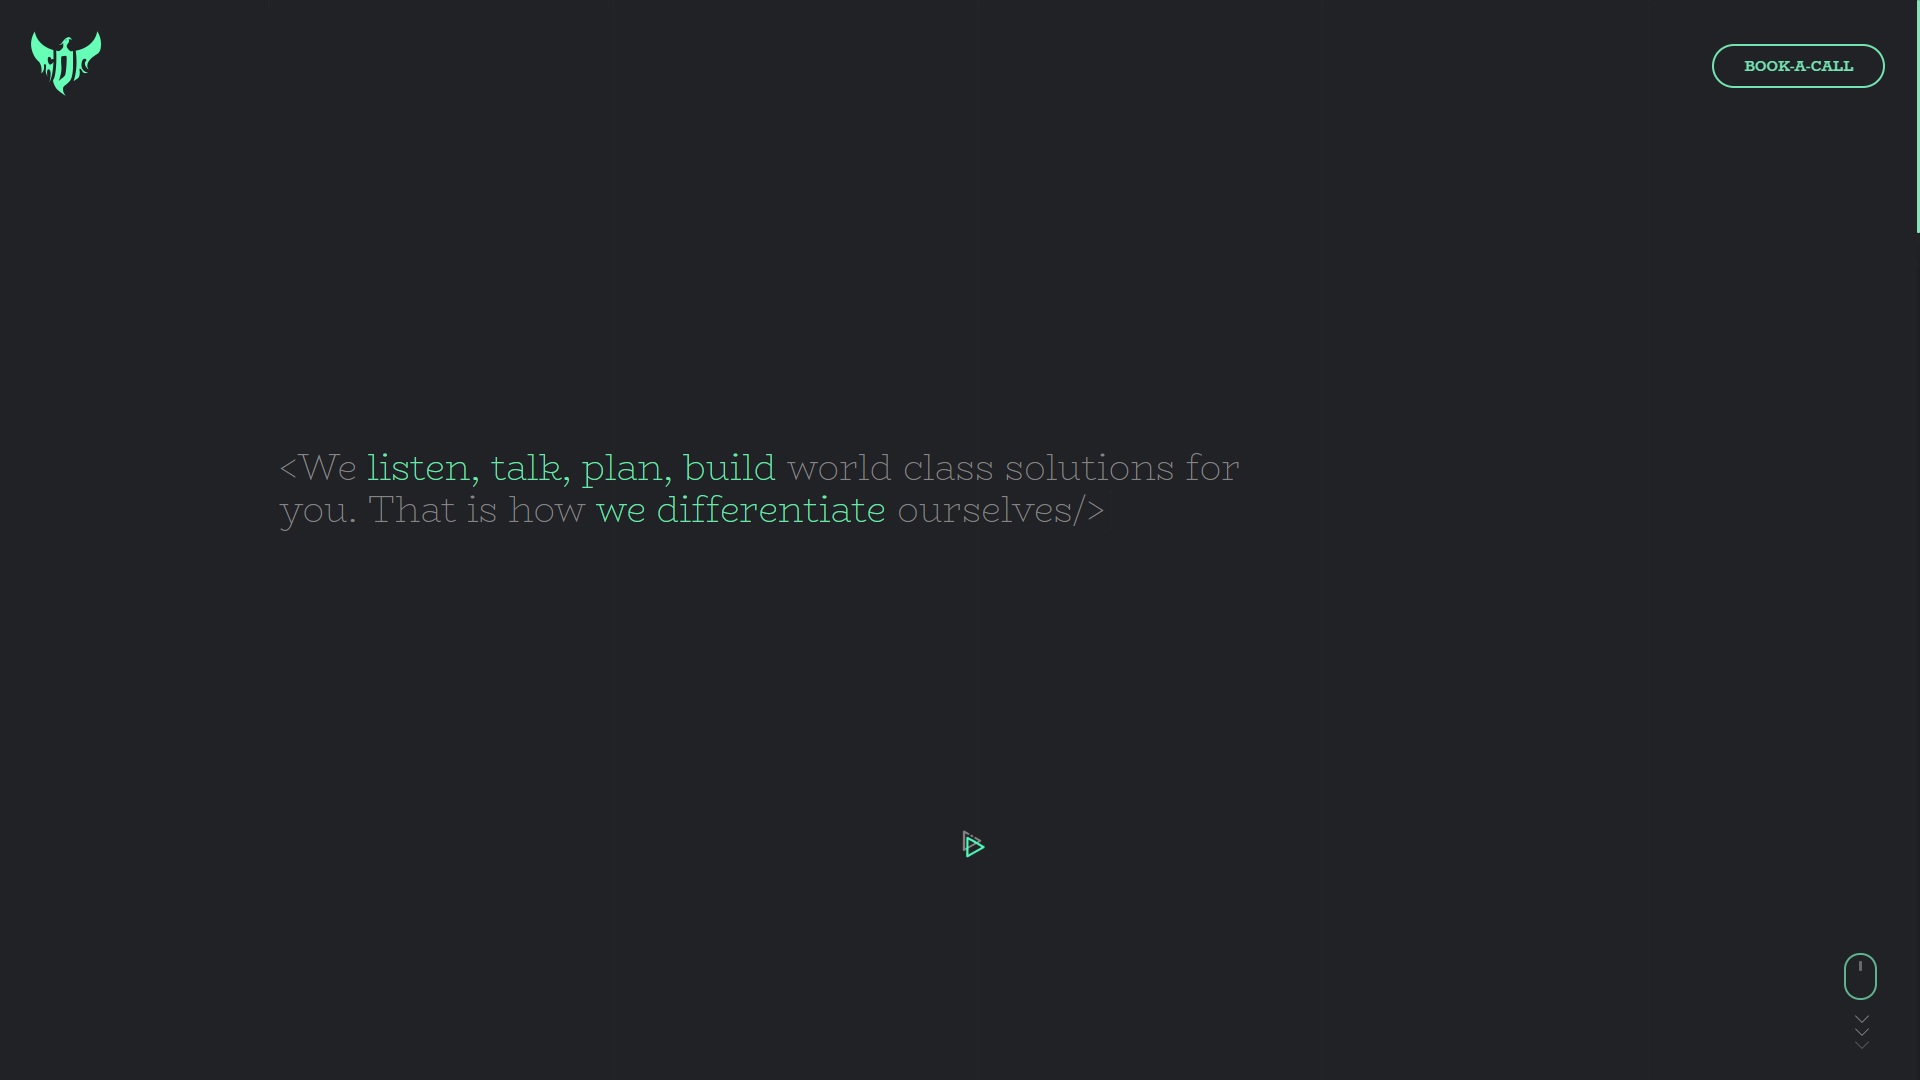 BOOK-A-CALL
<We listen, talk, plan, build world class solutions for
you. That is how we differentiate ourselves/>